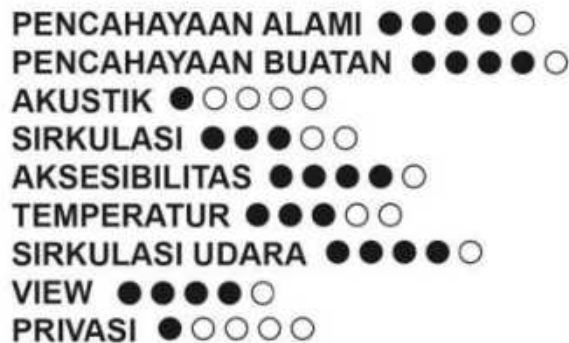 PENCAHAYAAN ALAMI ●●●●○
PENCAHAYAAN BUATAN ●●●●○
AKUSTIK ●○○○○
SIRKULASI ●●●○○
AKSESIBILITAS ●●●●○
TEMPERATUR ●●●○○
SIRKULASI UDARA ●●●●○
VIEW ●●●●○
PRIVASI ●○○○○